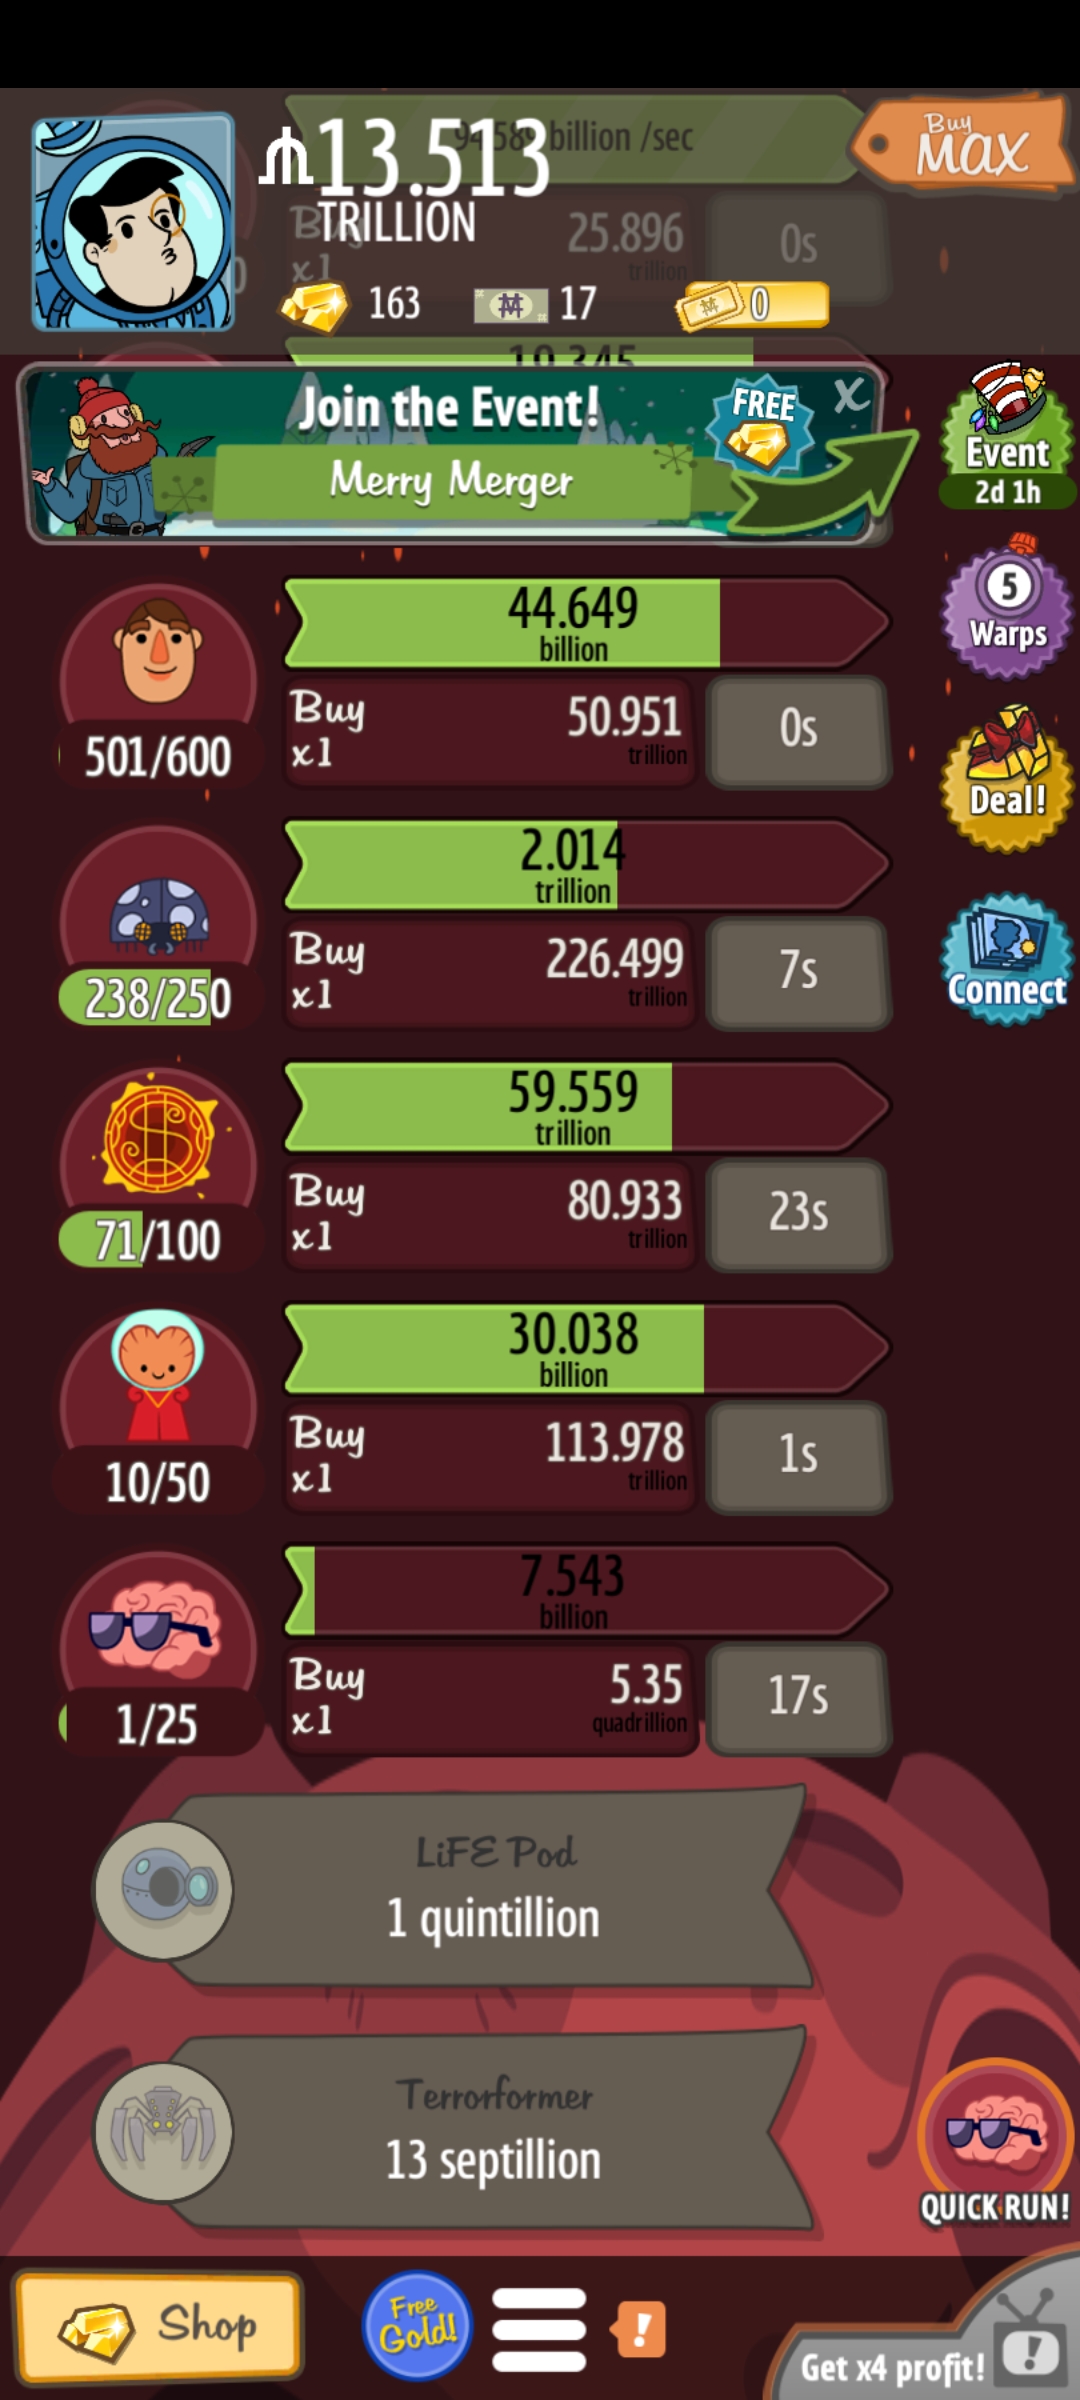 13.513
billion /sec
Buy
MAX
TRILLION
Buy
x1
25.896
trillion
0s
163
17
0
19.345
Join the Event!
FREE
X
Merry Merger
Event
2d 1h
44.649
billion
5
Warps
501/600
Buy
x1
50.951
trillion
0s
Deal!
2.014
trillion
238/250
Buy
x1
226.499
trillion
7s
Connect
59.559
trillion
71/100
Buy
x1
80.933
trillion
23s
30.038
billion
10/50
Buy
x1
113.978
trillion
1s
7.543
billion
1/25
Buy
x1
5.35
quadrillion
17s
LiFE Pod
1 quintillion
Terrorformer
13 septillion
QUICK RUN!
Shop
Free
Gold!
!
Get x4 profit!
!